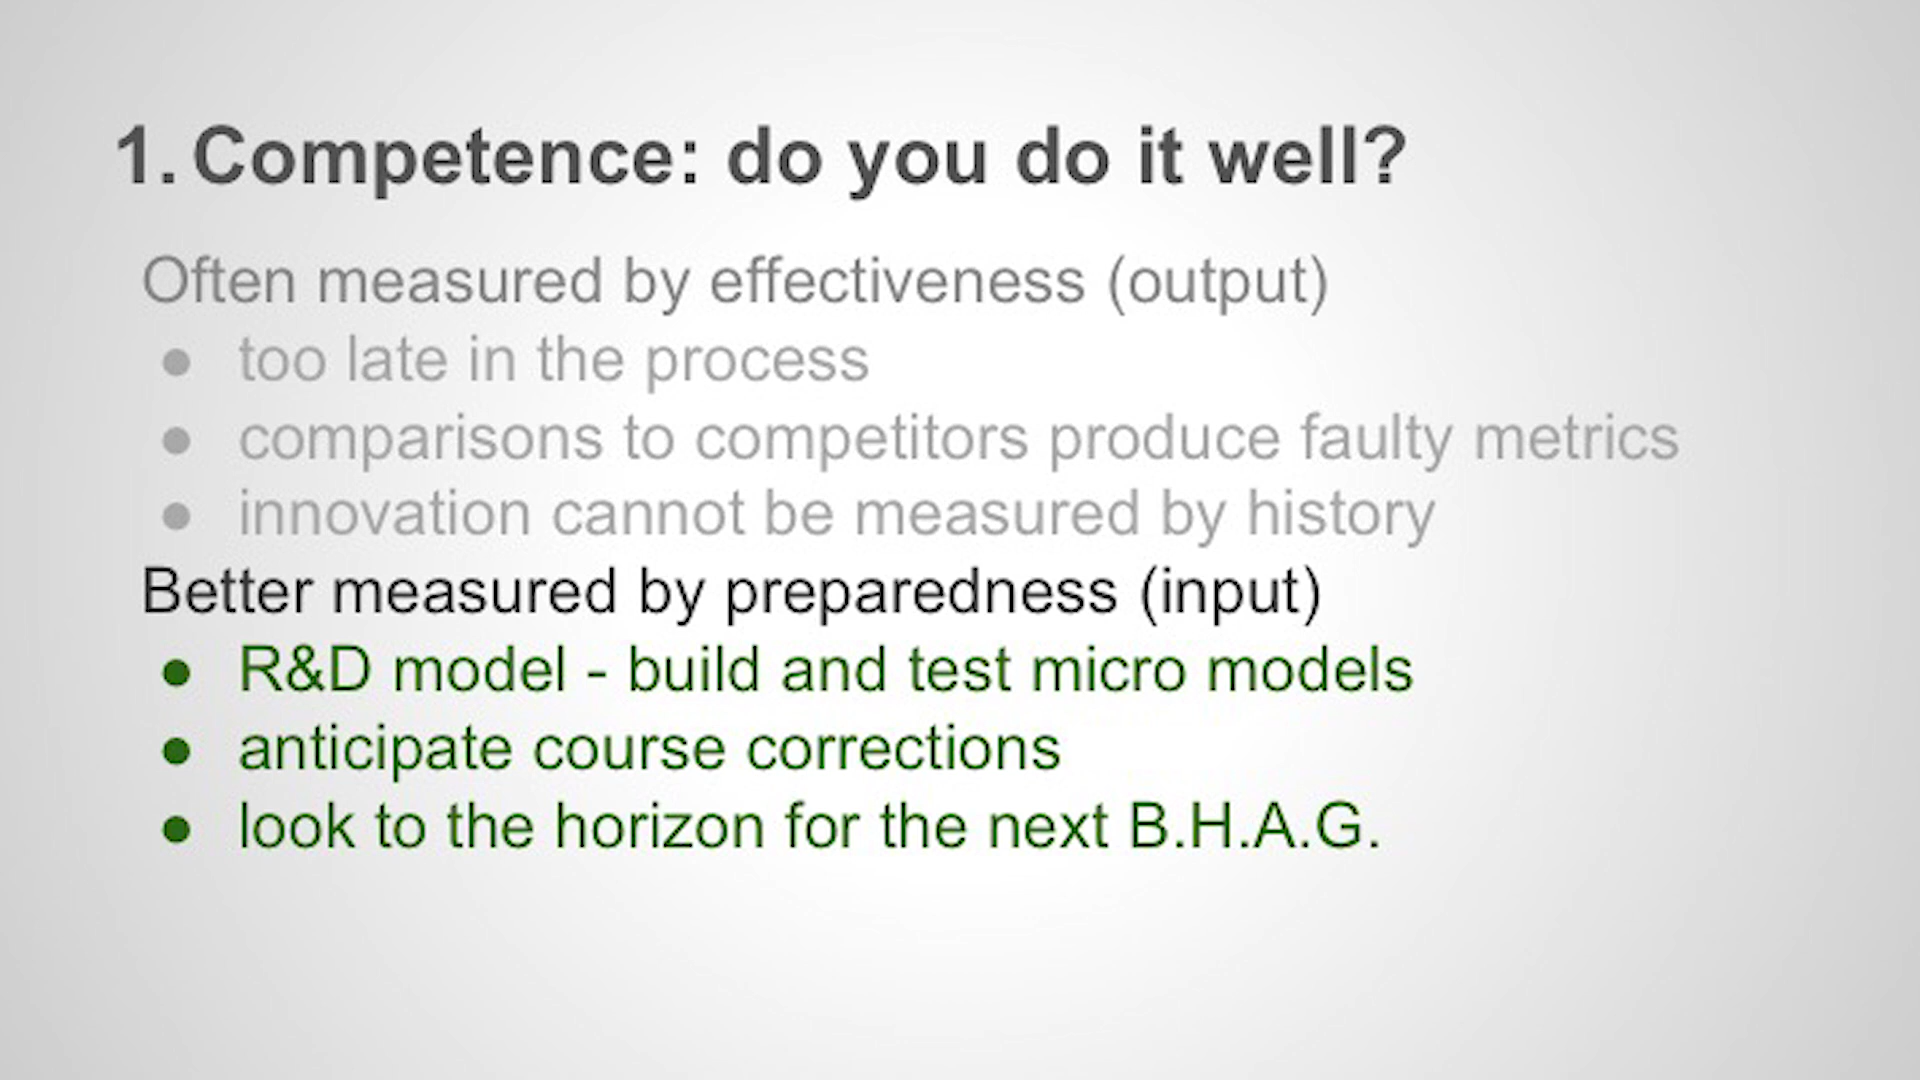 1. Competence: do you do it well?
Often measured by effectiveness (output)
● too late in the process
● comparisons to competitors produce faulty metrics
● innovation cannot be measured by history
Better measured by preparedness (input)
● R&D model - build and test micro models
● anticipate course corrections
● look to the horizon for the next B.H.A.G.